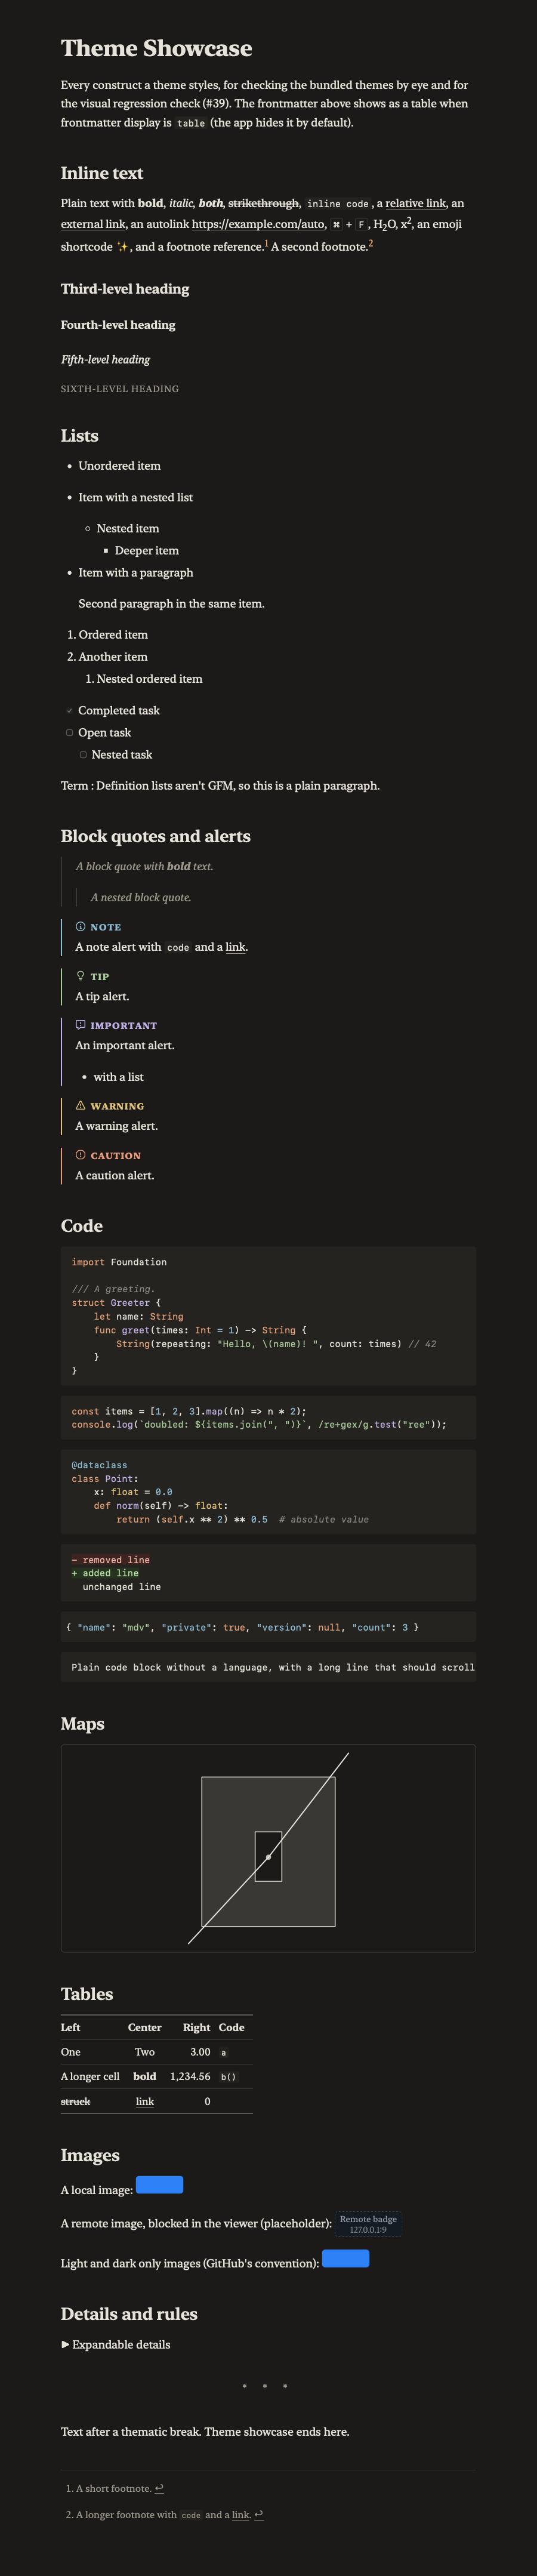 Theme Showcase
Every construct a theme styles, for checking the bundled themes by eye and for
the visual regression check (#39). The frontmatter above shows as a table when
frontmatter display is table (the app hides it by default).
Inline text
Plain text with bold, italic, both, strikethrough, inline code, a relative link, an
external link, an autolink https://example.com/auto, ⌘ + F, H₂O, x², an emoji
shortcode ✨, and a footnote reference.¹ A second footnote.²
Third-level heading
Fourth-level heading
Fifth-level heading
SIXTH-LEVEL HEADING
Lists
• Unordered item
• Item with a nested list
◦ Nested item
▪ Deeper item
• Item with a paragraph
Second paragraph in the same item.
1. Ordered item
2. Another item
1. Nested ordered item
Completed task
Open task
Nested task
Term : Definition lists aren't GFM, so this is a plain paragraph.
Block quotes and alerts
A block quote with bold text.
A nested block quote.
NOTE
A note alert with code and a link.
TIP
A tip alert.
IMPORTANT
An important alert.
• with a list
WARNING
A warning alert.
CAUTION
A caution alert.
Code
import Foundation
/// A greeting.
struct Greeter {
    let name: String
    func greet(times: Int = 1) -> String {
        String(repeating: "Hello, \(name)! ", count: times) // 42
    }
}
const items = [1, 2, 3].map((n) => n * 2);
console.log(`doubled: ${items.join(", ")}`, /re+gex/g.test("ree"));
@dataclass
class Point:
    x: float = 0.0
    def norm(self) -> float:
        return (self.x ** 2) ** 0.5  # absolute value
- removed line
+ added line
  unchanged line
{ "name": "mdv", "private": true, "version": null, "count": 3 }
Plain code block without a language, with a long line that should scroll
Maps
Tables
Left Center Right Code
One Two 3.00 a
A longer cell bold 1,234.56 b()
struck link 0
Images
A local image:
A remote image, blocked in the viewer (placeholder): Remote badge
127.0.0.1:9
Light and dark only images (GitHub's convention):
Details and rules
▶ Expandable details
* * *
Text after a thematic break. Theme showcase ends here.
1. A short footnote. ↩
2. A longer footnote with code and a link. ↩